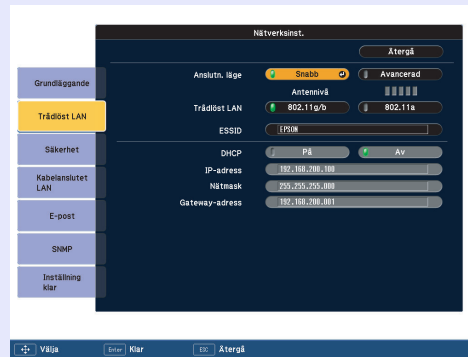 Nätverksinst.
Återgå
Grundläggande
Anslutn. läge Snabb Avancerad
Antennivå
Trådlöst LAN
Trådlöst LAN 802.11g/b 802.11a
ESSID EPSON
Säkerhet
DHCP På Av
IP-adress 192.168.200.100
Kabelanslutet
LAN
Nätmask 255.255.255.000
Gateway-adress 192.168.200.001
E-post
SNMP
Inställning
klar
Välja Enter Klar ESC Återgå